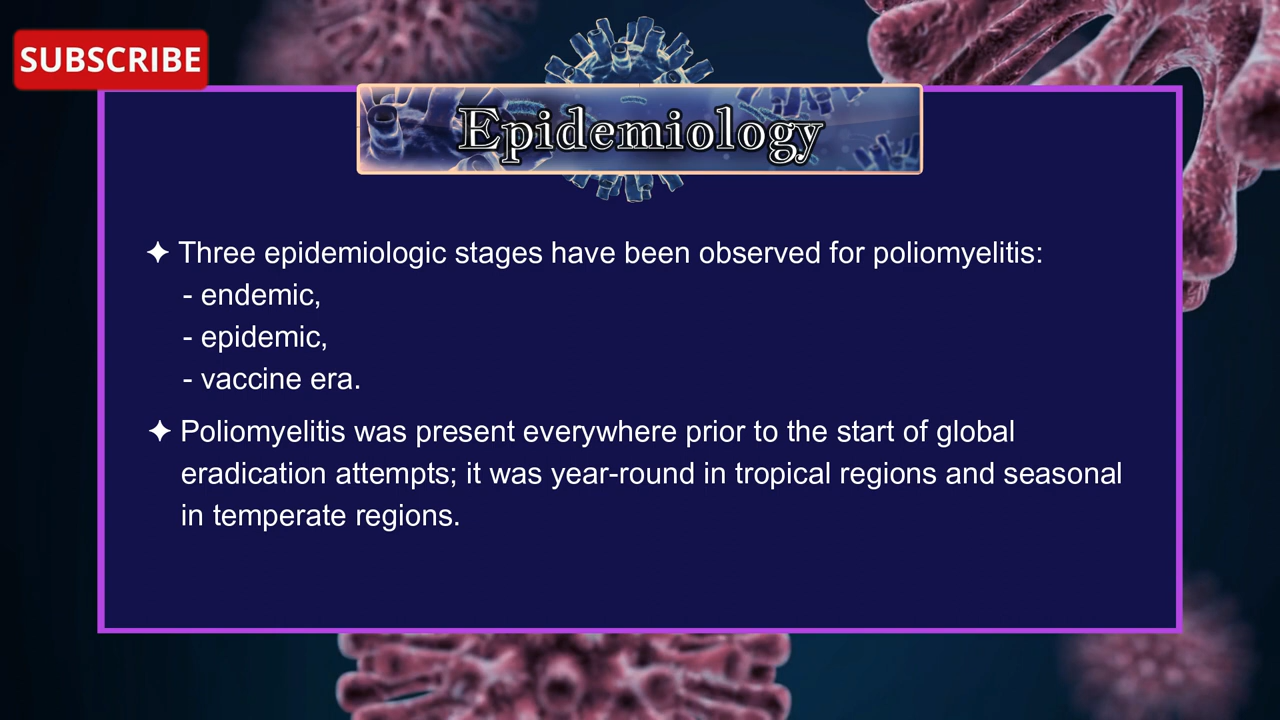 SUBSCRIBE
Epidemiology
✦ Three epidemiologic stages have been observed for poliomyelitis:
- endemic,
- epidemic,
- vaccine era.
✦ Poliomyelitis was present everywhere prior to the start of global
eradication attempts; it was year-round in tropical regions and seasonal
in temperate regions.